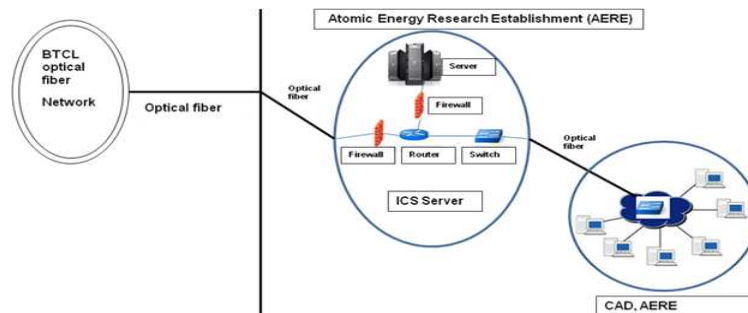 Atomic Energy Research Establishment (AERE)
BTCL
optical
fiber
Network
Optical fiber
Optical
fiber
Server
Firewall
Firewall
Router
Switch
ICS Server
Optical
fiber
CAD, AERE